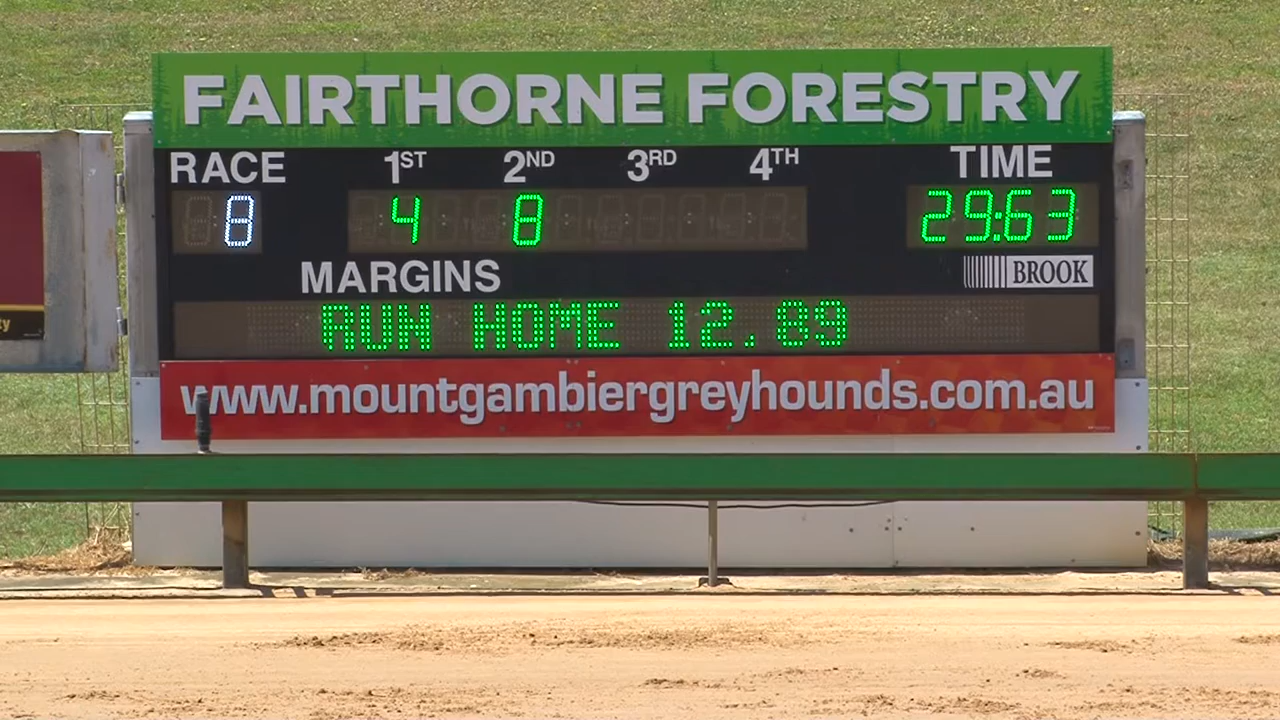 FAIRTHORNE FORESTRY
RACE 1ST 2ND 3RD 4TH TIME
8 4 8 29:63
MARGINS BROOK
RUN HOME 12.89
www.mountgambiergreyhounds.com.au
ty